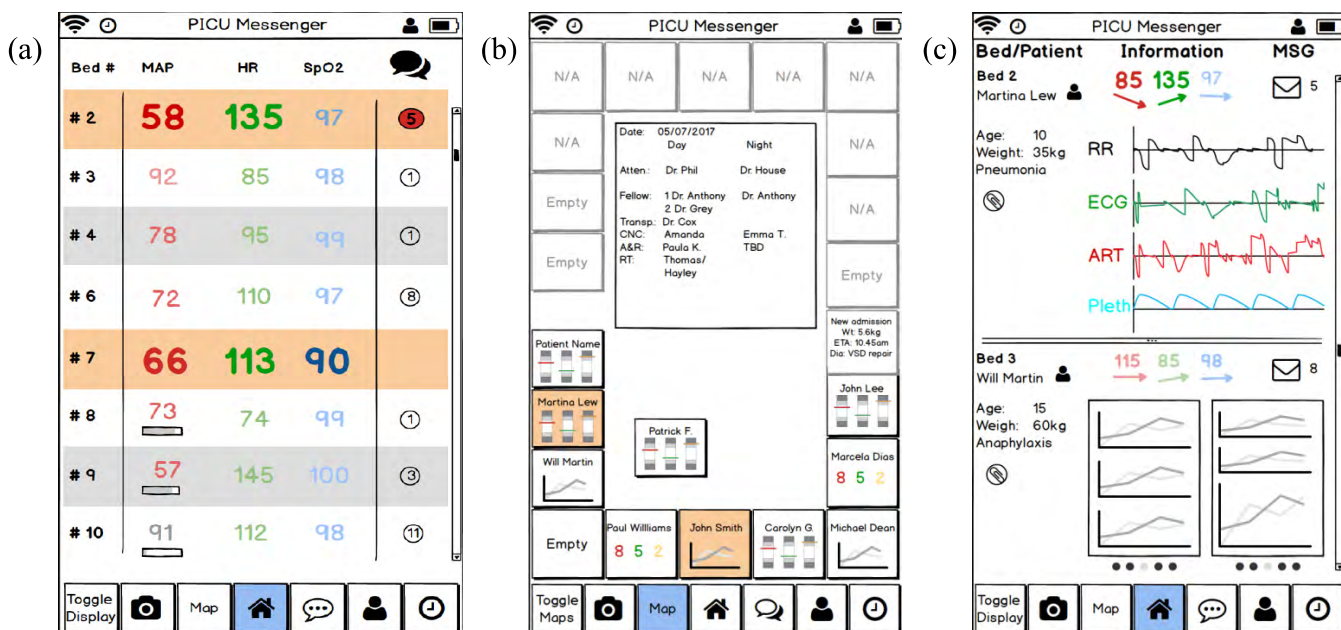 (a)
PICU Messenger
Bed # MAP HR SpO2
# 2 58 135 97 5
# 3 92 85 98 1
# 4 78 95 99 1
# 6 72 110 97 8
# 7 66 113 90
# 8 73 74 99 1
# 9 57 145 100 3
# 10 91 112 98 11
Toggle
Display
Map
(b)
PICU Messenger
N/A N/A N/A N/A N/A
N/A
Empty
Empty
Date: 05/07/2017
Day Night
Atten.: Dr. Phil Dr. House
Fellow: 1 Dr. Anthony Dr. Anthony
2 Dr. Grey
Transp.: Dr. Cox
CNC: Amanda Emma T.
A&R: Paula K. TBD
RT: Thomas/
Hayley
N/A
N/A
Empty
New admission
Wt: 5.6kg
ETA: 10.45am
Dia: VSD repair
Patient Name
Martina Lew
Will Martin
Patrick F.
John Lee
Marcela Dias
8 5 2
Empty
Paul Williams
8 5 2
John Smith
Carolyn G.
Michael Dean
Toggle
Maps
Map
(c)
PICU Messenger
Bed/Patient Information MSG
Bed 2
Martina Lew
85 135 97
5
Age: 10
Weight: 35kg
Pneumonia
RR
ECG
ART
Pleth
Bed 3
Will Martin
115 85 98
8
Age: 15
Weigh: 60kg
Anaphylaxis
Toggle
Display
Map